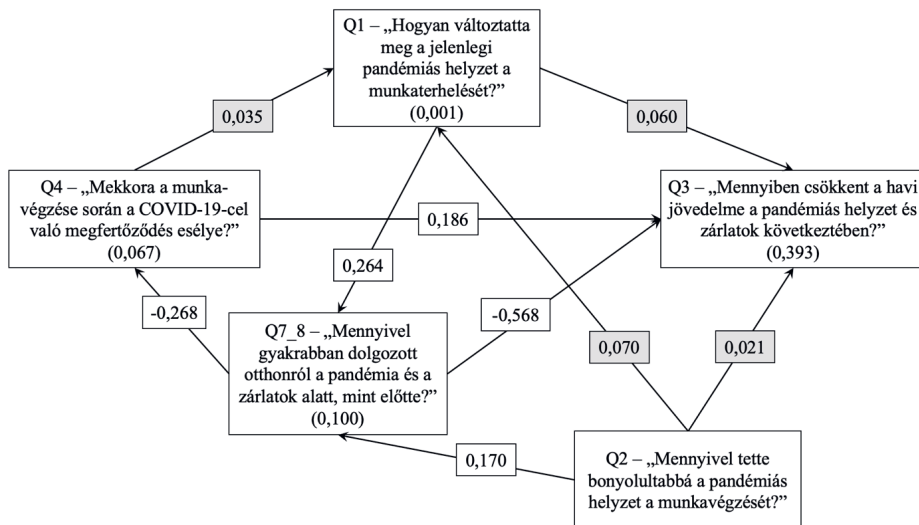 Q1 – „Hogyan változtatta
meg a jelenlegi
pandémiás helyzet a
munkaterhelését?”
(0,001)
0,035
0,060
Q4 – „Mekkora a munka-
végzése során a COVID-19-cel
való megfertőződés esélye?”
(0,067)
0,186
Q3 – „Mennyiben csökkent a havi
jövedelme a pandémiás helyzet és
zárlatok következtében?”
(0,393)
0,264
-0,268
-0,568
Q7_8 – „Mennyivel
gyakrabban dolgozott
otthonról a pandémia és a
zárlatok alatt, mint előtte?”
(0,100)
0,070
0,021
0,170
Q2 – „Mennyivel tette
bonyolultabbá a pandémiás
helyzet a munkavégzését?”